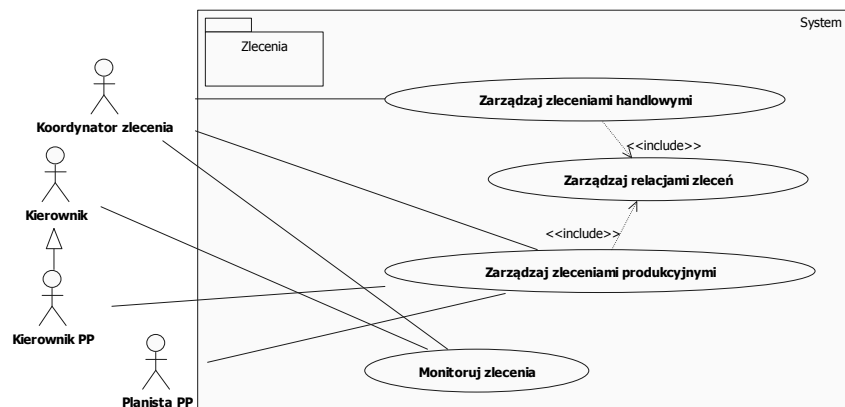 System
Zlecenia
Zarządzaj zleceniami handlowymi
Koordynator zlecenia
<<include>>
Zarządzaj relacjami zleceń
Kierownik
<<include>>
Zarządzaj zleceniami produkcyjnymi
Kierownik PP
Monitoruj zlecenia
Planista PP